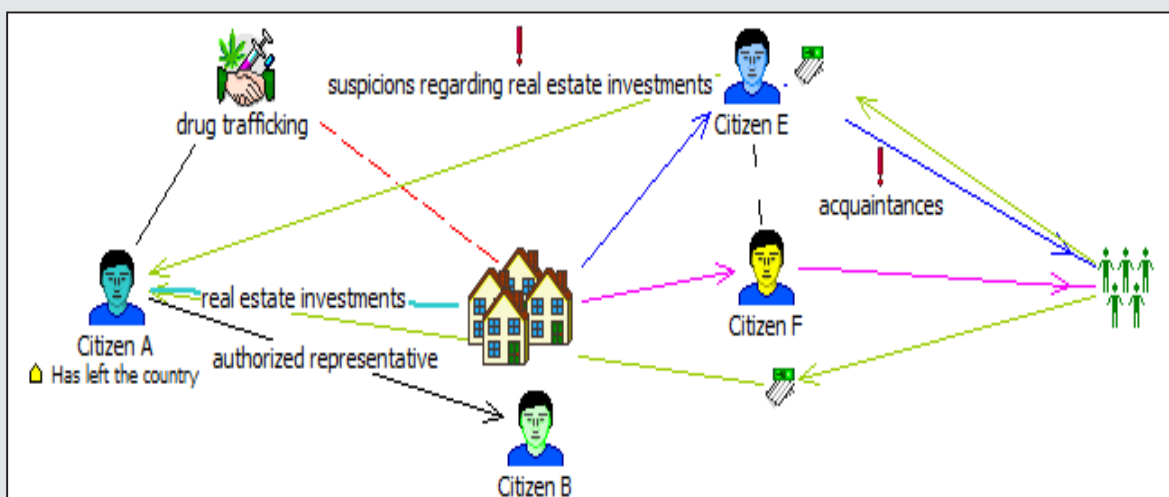 suspicions regarding real estate investments
drug trafficking
Citizen E
acquaintances
real estate investments
Citizen A
Citizen F
authorized representative
Has left the country
Citizen B